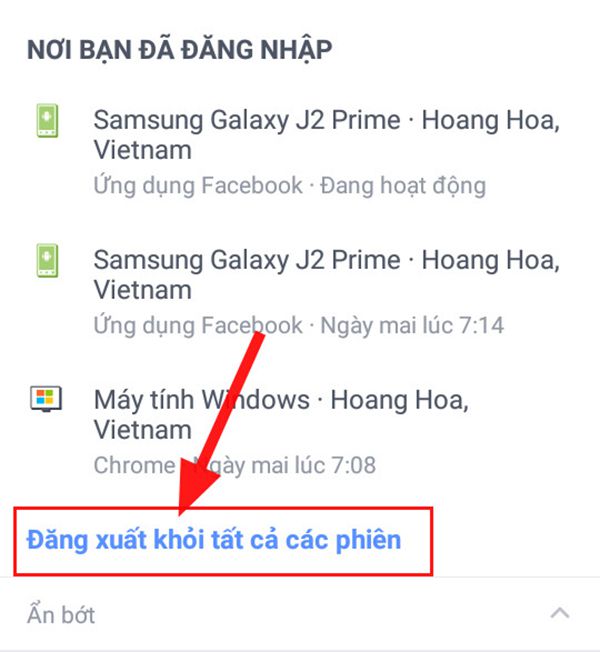 NƠI BẠN ĐÃ ĐĂNG NHẬP
Samsung Galaxy J2 Prime · Hoang Hoa,
Vietnam
Ứng dụng Facebook · Đang hoạt động
Samsung Galaxy J2 Prime · Hoang Hoa,
Vietnam
Ứng dụng Facebook · Ngày mai lúc 7:14
Máy tính Windows · Hoang Hoa,
Vietnam
Chrome · Ngày mai lúc 7:08
Đăng xuất khỏi tất cả các phiên
Ẩn bớt